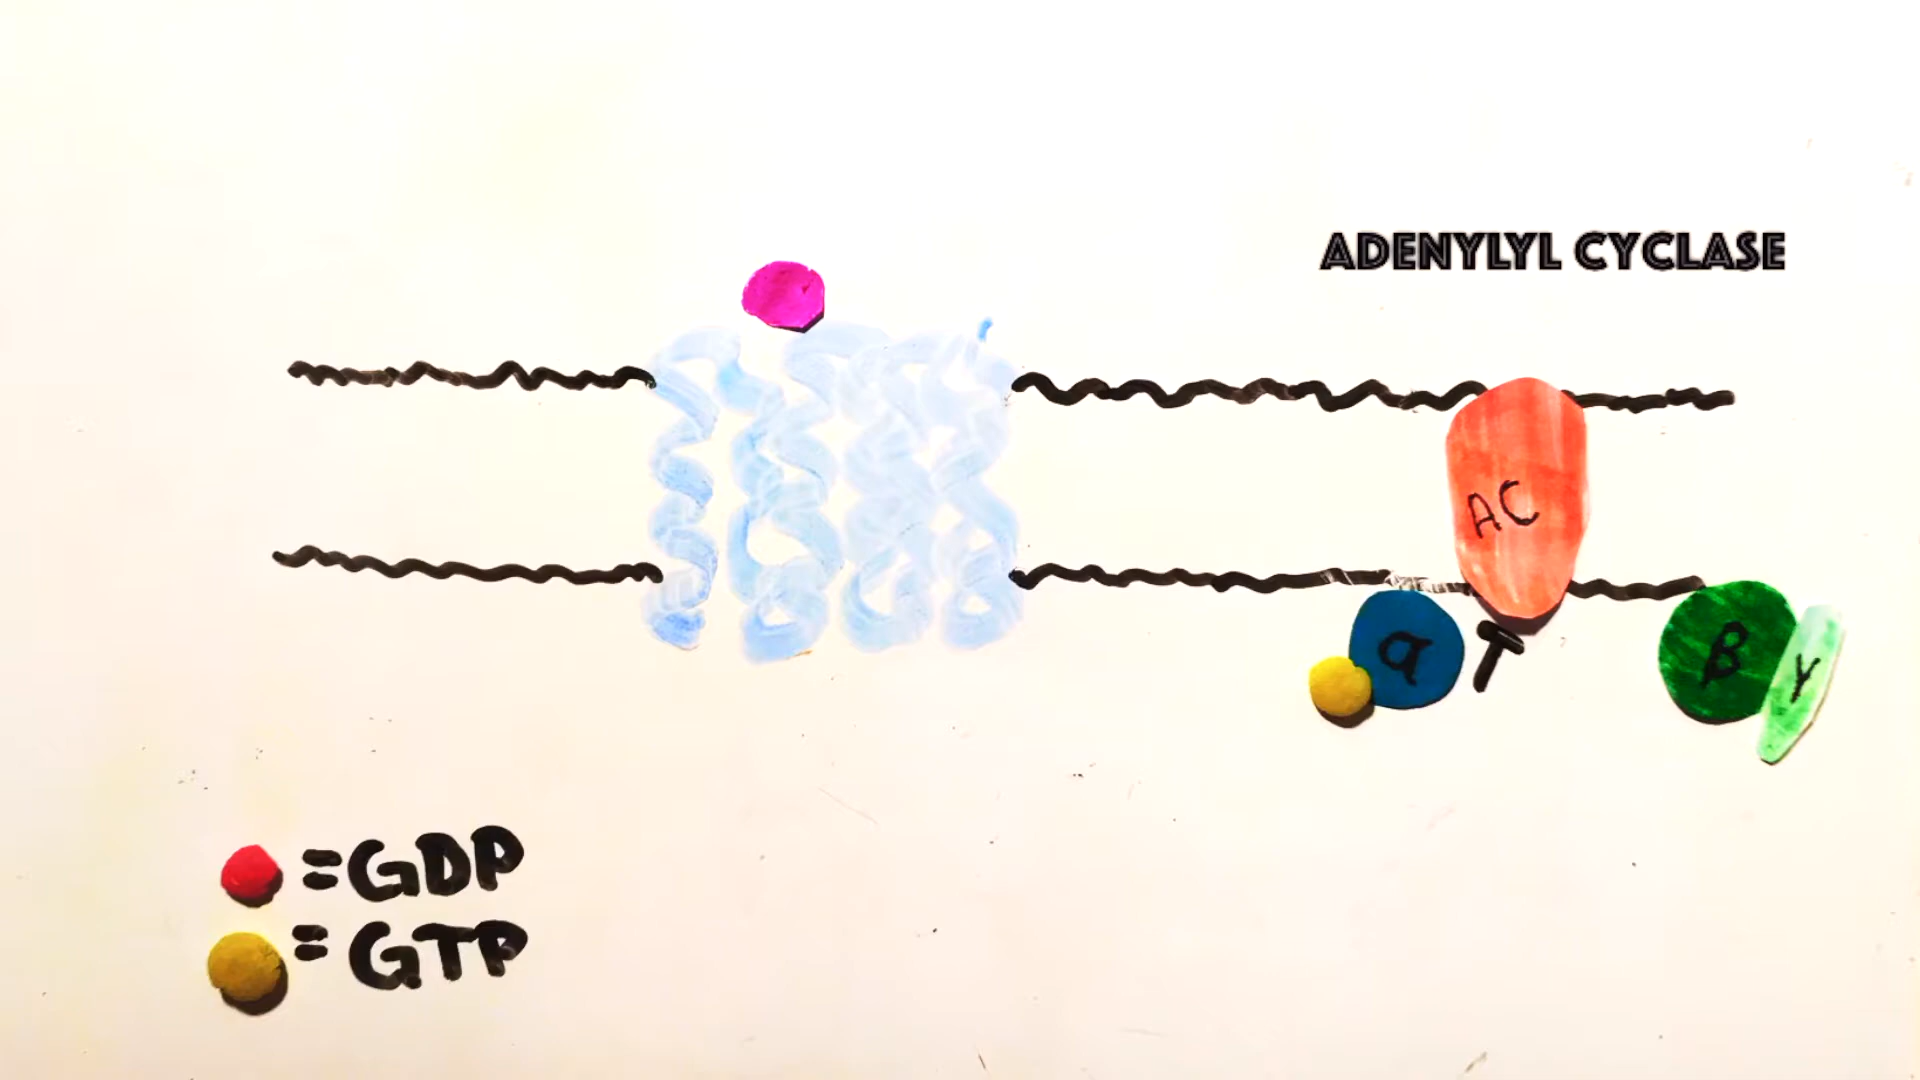 ADENYLYL CYCLASE
AC
α T
β γ
=GDP
=GTP